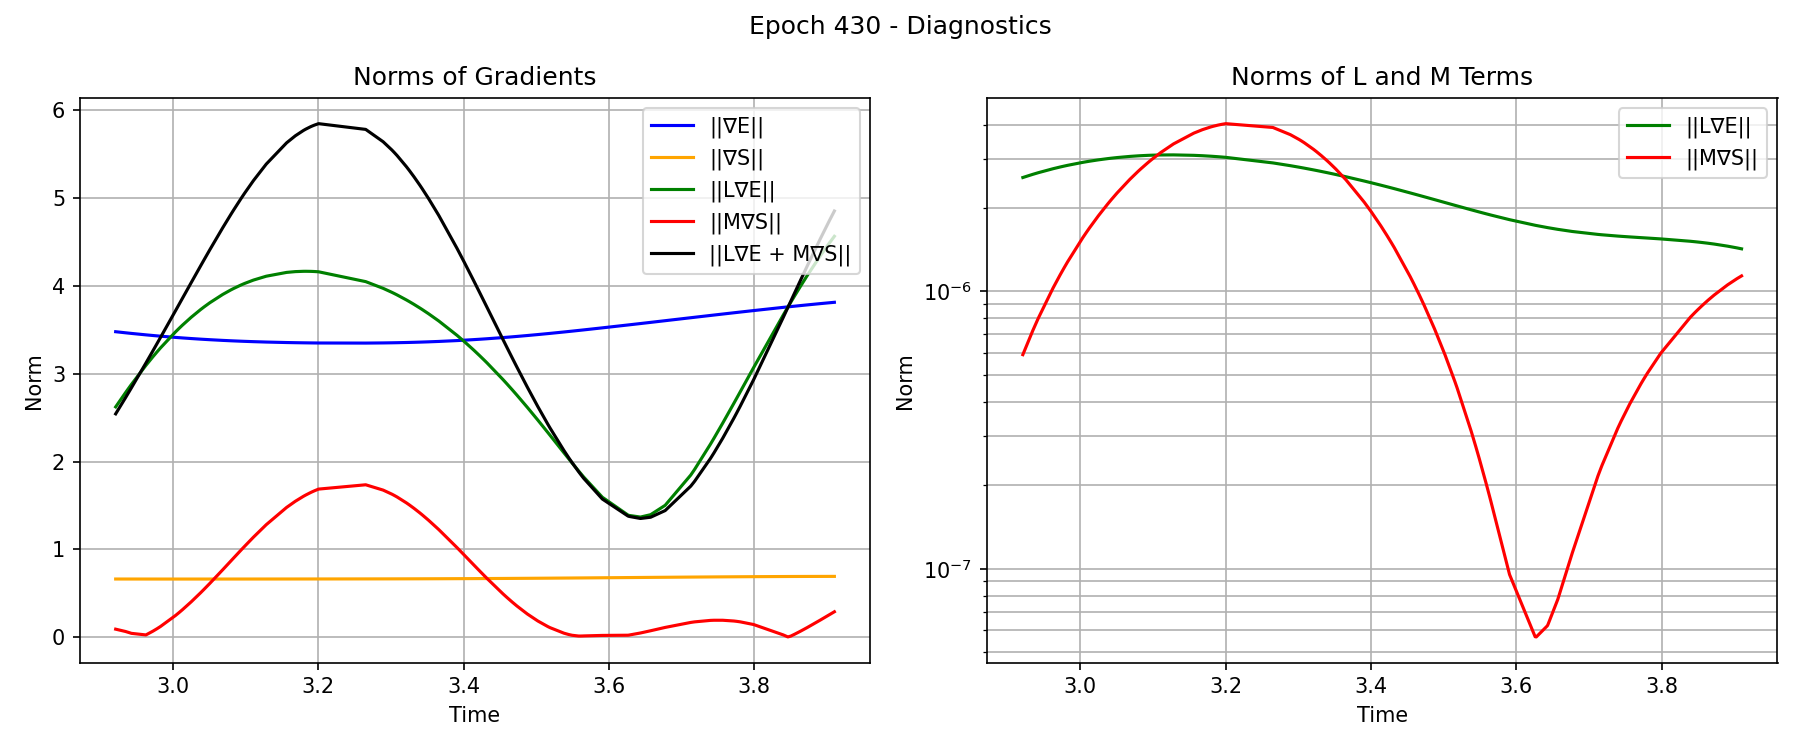 Epoch 430 - Diagnostics
Norms of Gradients
6
5
4
3
2
1
0
Norm
3.0
3.2
3.4
3.6
3.8
Time
||∇E||
||∇S||
||L∇E||
||M∇S||
||L∇E + M∇S||
Norms of L and M Terms
10⁻⁶
10⁻⁷
Norm
3.0
3.2
3.4
3.6
3.8
Time
||L∇E||
||M∇S||